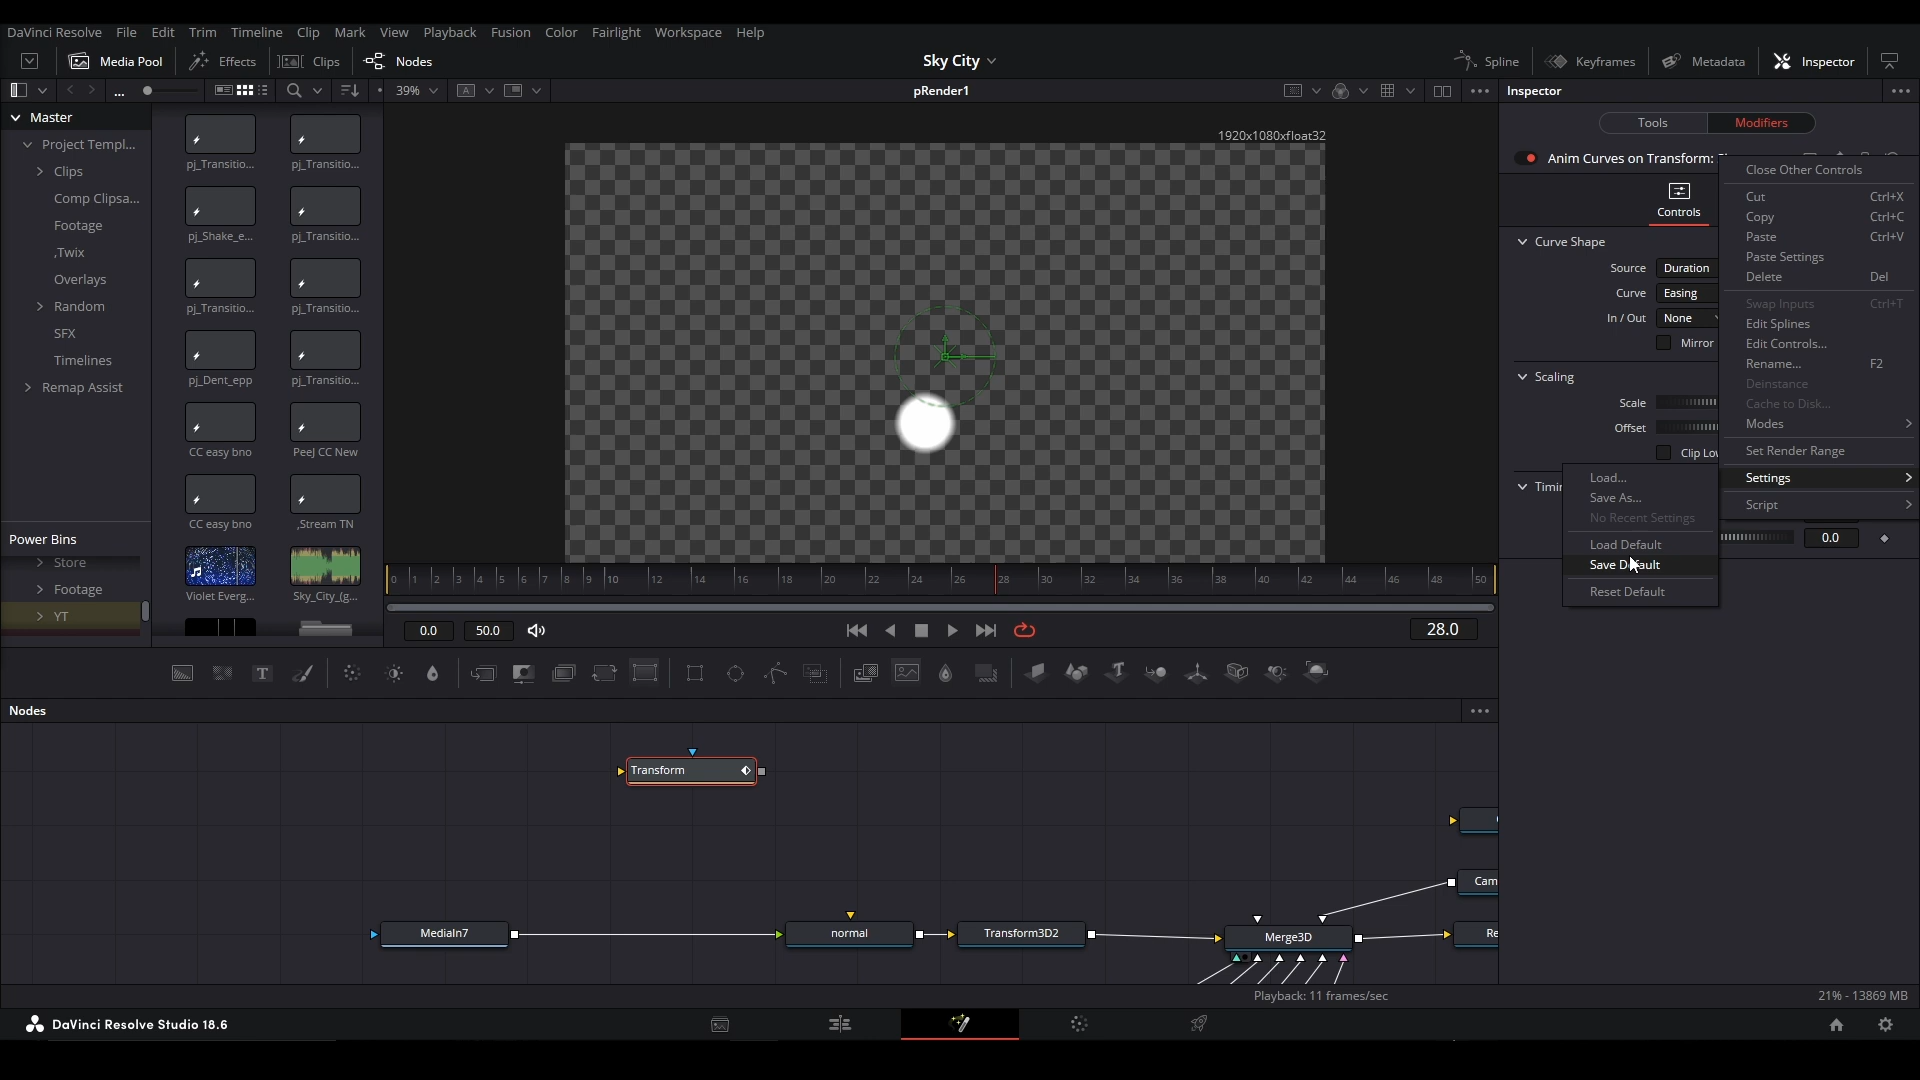 DaVinci Resolve File Edit Trim Timeline Clip Mark View Playback Fusion Color Fairlight Workspace Help
Media Pool Effects Clips Nodes Sky City Spline Keyframes Metadata Inspector
... 39% A pRender1 Inspector
Master
Project Templ...
Clips
Comp Clipsa...
Footage
,Twix
Overlays
Random
SFX
Timelines
Remap Assist
Power Bins
Store
Footage
YT
pj_Transitio... pj_Transitio...
pj_Shake_e... pj_Transitio...
pj_Transitio... pj_Transitio...
pj_Dent_epp pj_Transitio...
CC easy bno PeeJ CC New
CC easy bno ,Stream TN
Violet Everg... Sky_City_(g...
1920x1080xfloat32
0 1 2 3 4 5 6 7 8 9 10 12 14 16 18 20 22 24 26 28 30 32 34 36 38 40 42 44 46 48 50
0.0 50.0 28.0
Tools Modifiers
Anim Curves on Transform:
Controls
Curve Shape
Source Duration
Curve Easing
In / Out None
Mirror
Scaling
Scale
Offset
Clip Lov
Timin
0.0
Close Other Controls
Cut Ctrl+X
Copy Ctrl+C
Paste Ctrl+V
Paste Settings
Delete Del
Swap Inputs Ctrl+T
Edit Splines
Edit Controls...
Rename... F2
Deinstance
Cache to Disk...
Modes
Set Render Range
Settings
Script
Load...
Save As...
No Recent Settings
Load Default
Save Default
Reset Default
Nodes
Transform
MediaIn7 normal Transform3D2 Merge3D
Cam
Re
Playback: 11 frames/sec 21% - 13869 MB
DaVinci Resolve Studio 18.6